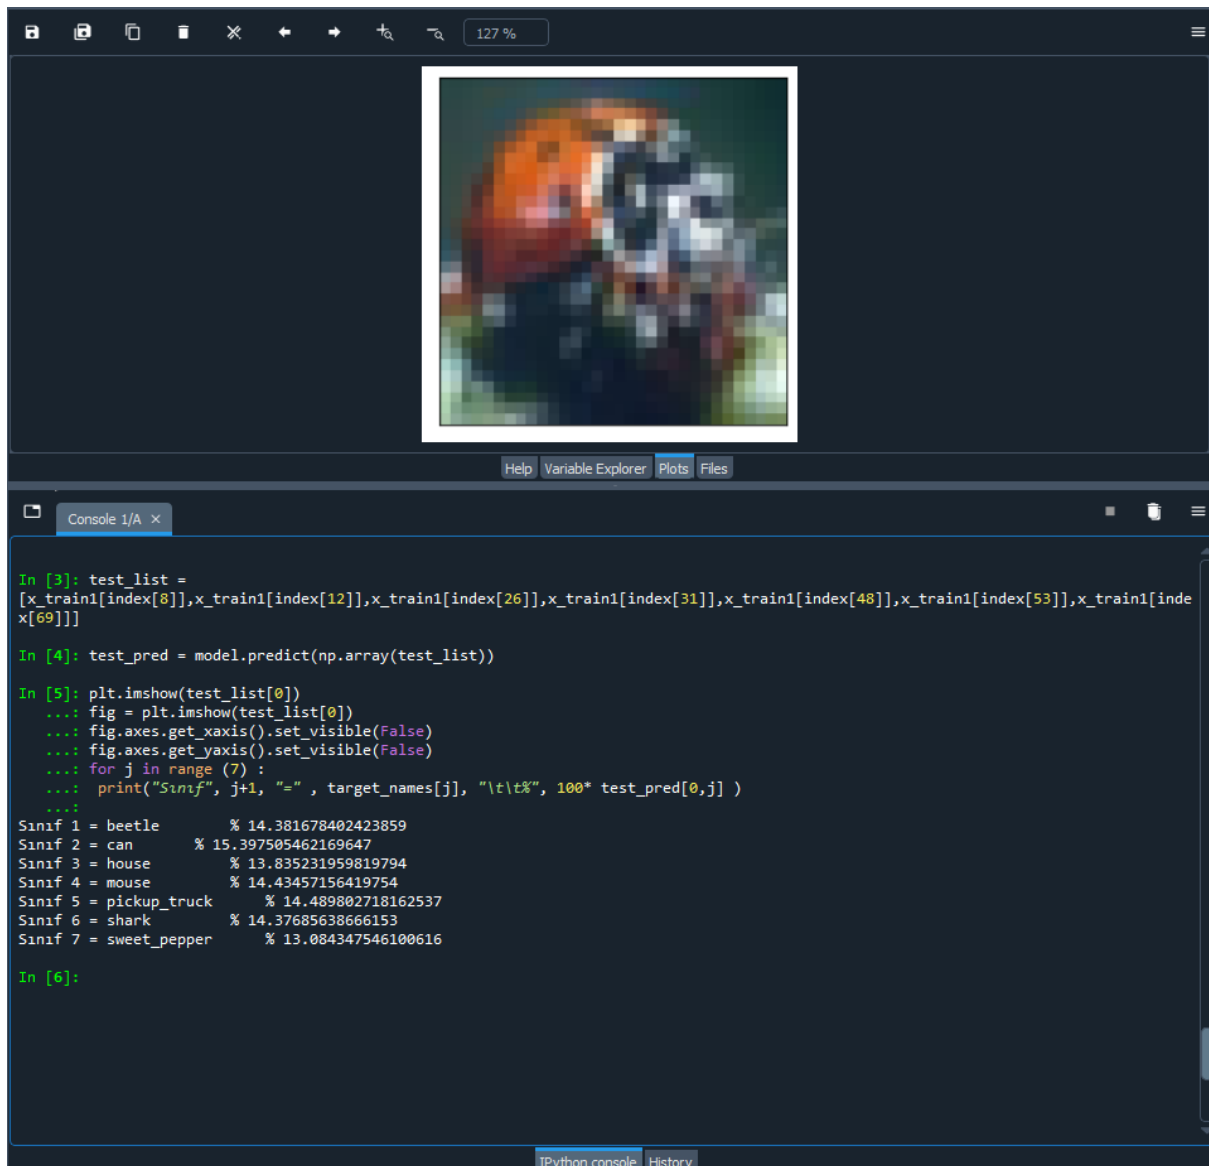 127 %
Help Variable Explorer Plots Files
Console 1/A ×
In [3]: test_list =
[x_train1[index[8]],x_train1[index[12]],x_train1[index[26]],x_train1[index[31]],x_train1[index[48]],x_train1[index[53]],x_train1[inde
x[69]]]
In [4]: test_pred = model.predict(np.array(test_list))
In [5]: plt.imshow(test_list[0])
...: fig = plt.imshow(test_list[0])
...: fig.axes.get_xaxis().set_visible(False)
...: fig.axes.get_yaxis().set_visible(False)
...: for j in range (7) :
...: print("Sınıf", j+1, "=" , target_names[j], "\t\t%", 100* test_pred[0,j] )
...:
Sınıf 1 = beetle % 14.381678402423859
Sınıf 2 = can % 15.397505462169647
Sınıf 3 = house % 13.835231959819794
Sınıf 4 = mouse % 14.43457156419754
Sınıf 5 = pickup_truck % 14.489802718162537
Sınıf 6 = shark % 14.37685638666153
Sınıf 7 = sweet_pepper % 13.084347546100616
In [6]:
IPython console History